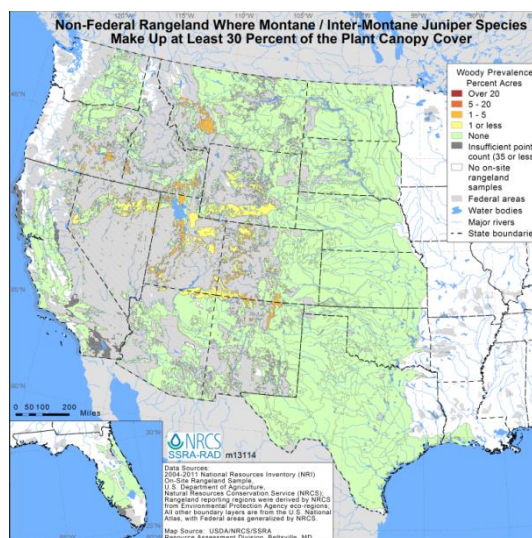 Non-Federal Rangeland Where Montane / Inter-Montane Juniper Species
Make Up at Least 30 Percent of the Plant Canopy Cover
Woody Prevalence
Percent Acres
Over 20
5 - 20
1 - 5
1 or less
None
Insufficient point
count (35 or less)
No on-site
rangeland
samples
Federal areas
Water bodies
Major rivers
State boundaries
0 50 100 200
Miles
NRCS
SSRA-RAD
m13114
Data Sources:
2004-2011 National Resources Inventory (NRI)
On-Site Rangeland Sample,
U.S. Department of Agriculture,
Natural Resources Conservation Service (NRCS).
Rangeland reporting regions were derived by NRCS
from Environmental Protection Agency eco-regions.
All other boundary layers are from the U.S. National
Atlas, with Federal areas generalized by NRCS.
Map Source: USDA/NRCS/SSRA
Resource Assessment Division, Beltsville, MD